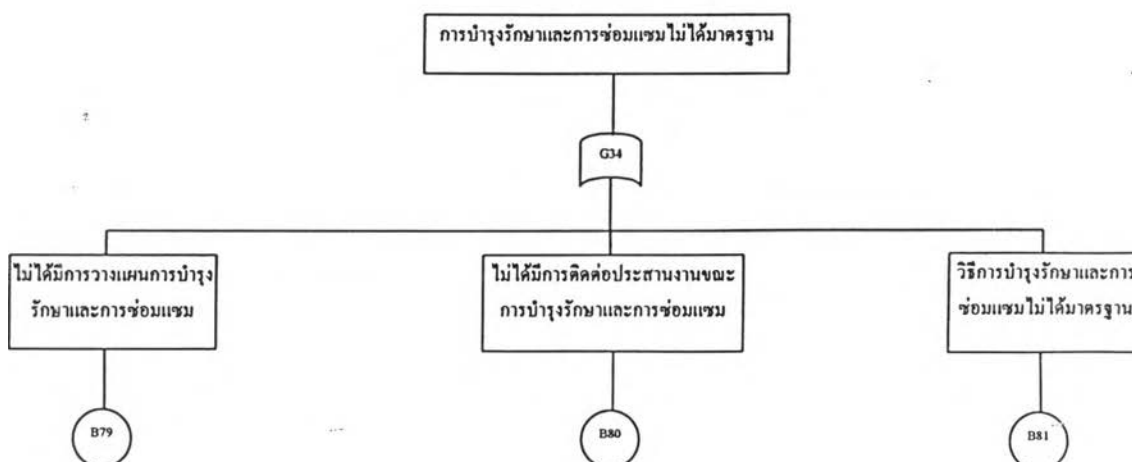 การบำรุงรักษาและการซ่อมแซมไม่ได้มาตรฐาน
G34
ไม่ได้มีการวางแผนการบำรุง
รักษาและการซ่อมแซม
ไม่ได้มีการติดต่อประสานงานขณะ
การบำรุงรักษาและการซ่อมแซม
วิธีการบำรุงรักษาและการ
ซ่อมแซมไม่ได้มาตรฐาน
B79
B80
B81